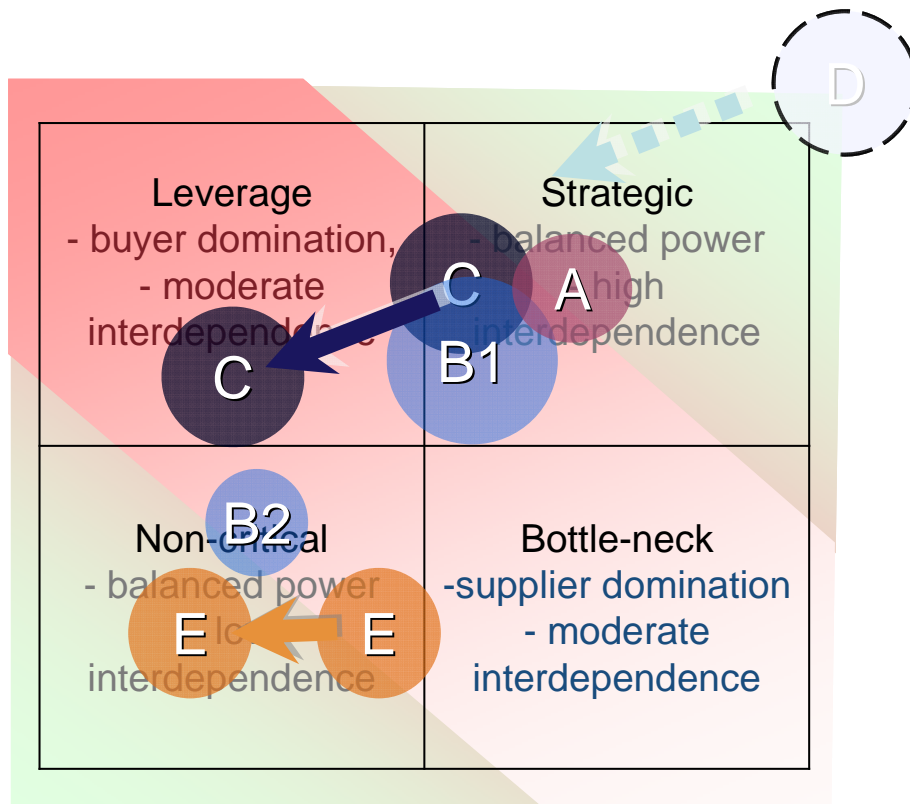 D
Leverage
- buyer domination,
- moderate
interdependence
C
Strategic
- balanced power
- high
interdependence
C
A
B1
Non-critical
- balanced power
interdependence
B2
E
E
Bottle-neck
-supplier domination
- moderate
interdependence